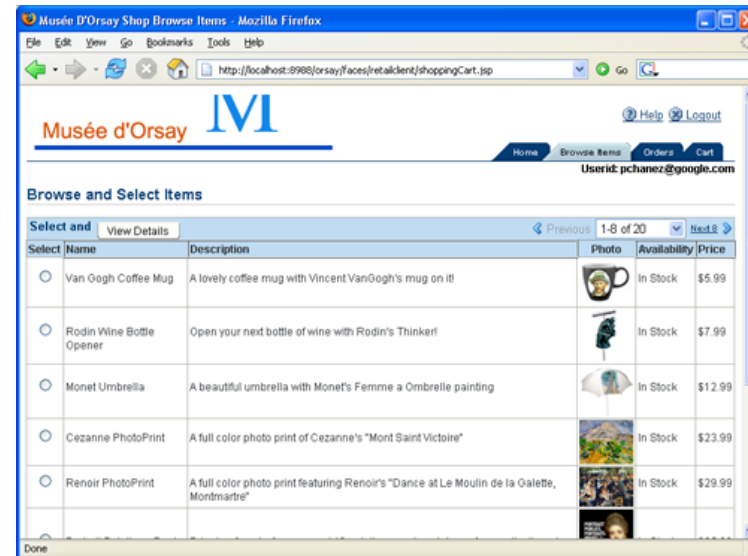 Musée D'Orsay Shop Browse Items - Mozilla Firefox
File Edit View Go Bookmarks Tools Help
http://localhost:8988/orsay/faces/retailclient/shoppingCart.jsp Go
Musée d'Orsay M
Help Logout
Home Browse Items Orders Cart
Userid: pchanez@google.com
Browse and Select Items
Select and View Details Previous 1-8 of 20 Next 8
Select Name Description Photo Availability Price
Van Gogh Coffee Mug A lovely coffee mug with Vincent VanGogh's mug on it! In Stock $5.99
Rodin Wine Bottle Opener Open your next bottle of wine with Rodin's Thinker! In Stock $7.99
Monet Umbrella A beautiful umbrella with Monet's Femme a Ombrelle painting In Stock $12.99
Cezanne PhotoPrint A full color photo print of Cezanne's "Mont Saint Victoire" In Stock $23.99
Renoir PhotoPrint A full color photo print featuring Renoir's "Dance at Le Moulin de la Galette, Montmartre" In Stock $29.99
Done